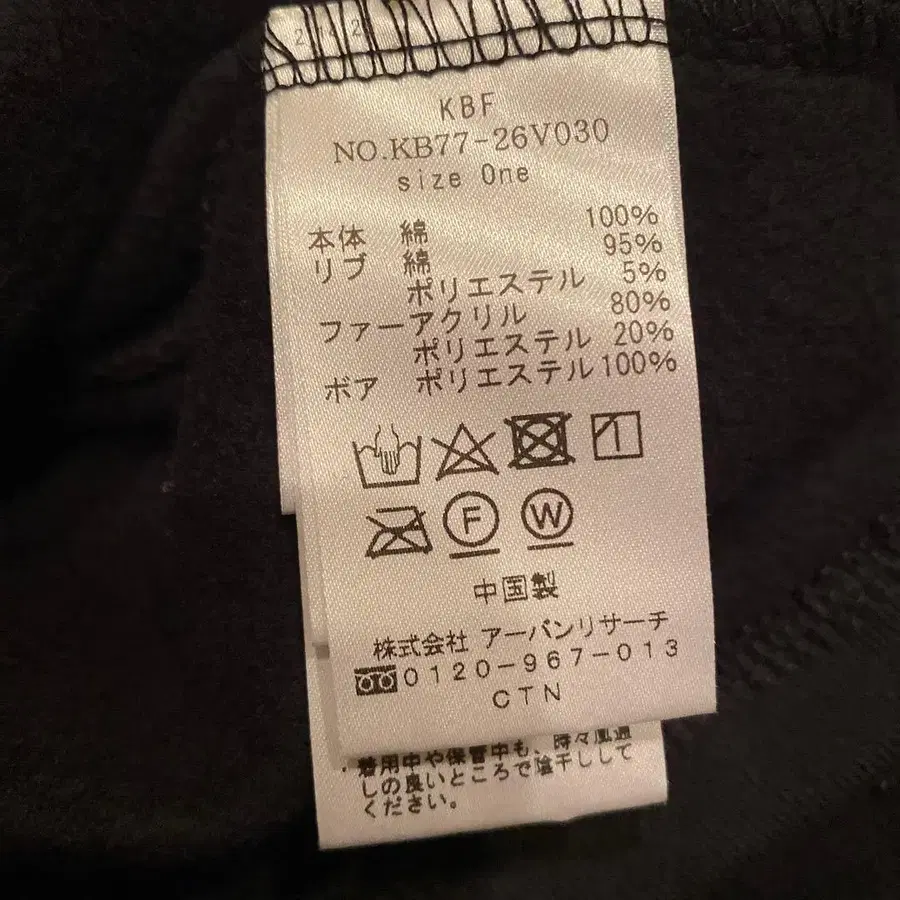 KBF
NO.KB77-26V030
size One
本体 綿 100%
リブ 綿 95%
ポリエステル 5%
ファーアクリル 80%
ポリエステル 20%
ボア ポリエステル 100%
F W
中国製
株式会社 アーバンリサーチ
0120-967-013
CTN
・着用中や保管中も、時々風通
しの良いところで陰干しして
ください。